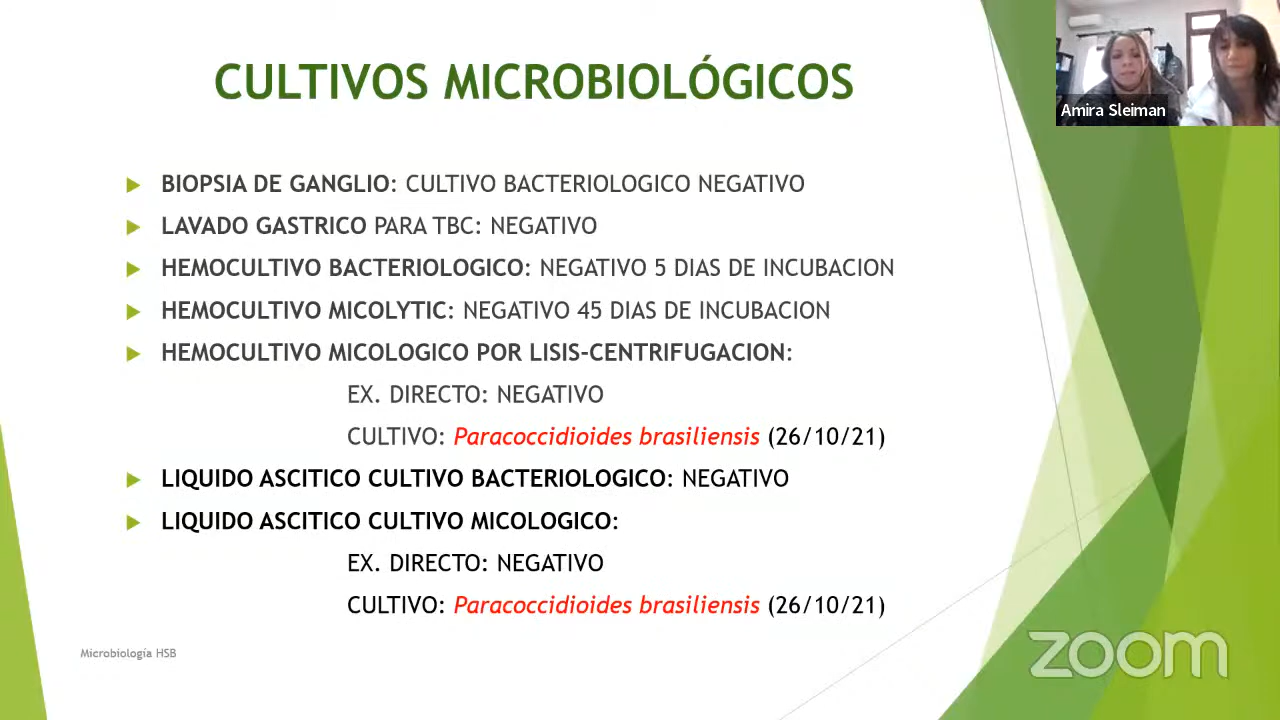 CULTIVOS MICROBIOLÓGICOS
Amira Sleiman
BIOPSIA DE GANGLIO: CULTIVO BACTERIOLOGICO NEGATIVO
LAVADO GASTRICO PARA TBC: NEGATIVO
HEMOCULTIVO BACTERIOLOGICO: NEGATIVO 5 DIAS DE INCUBACION
HEMOCULTIVO MICOLYTIC: NEGATIVO 45 DIAS DE INCUBACION
HEMOCULTIVO MICOLOGICO POR LISIS-CENTRIFUGACION:
EX. DIRECTO: NEGATIVO
CULTIVO: Paracoccidioides brasiliensis (26/10/21)
LIQUIDO ASCITICO CULTIVO BACTERIOLOGICO: NEGATIVO
LIQUIDO ASCITICO CULTIVO MICOLOGICO:
EX. DIRECTO: NEGATIVO
CULTIVO: Paracoccidioides brasiliensis (26/10/21)
Microbiología HSB
zoom